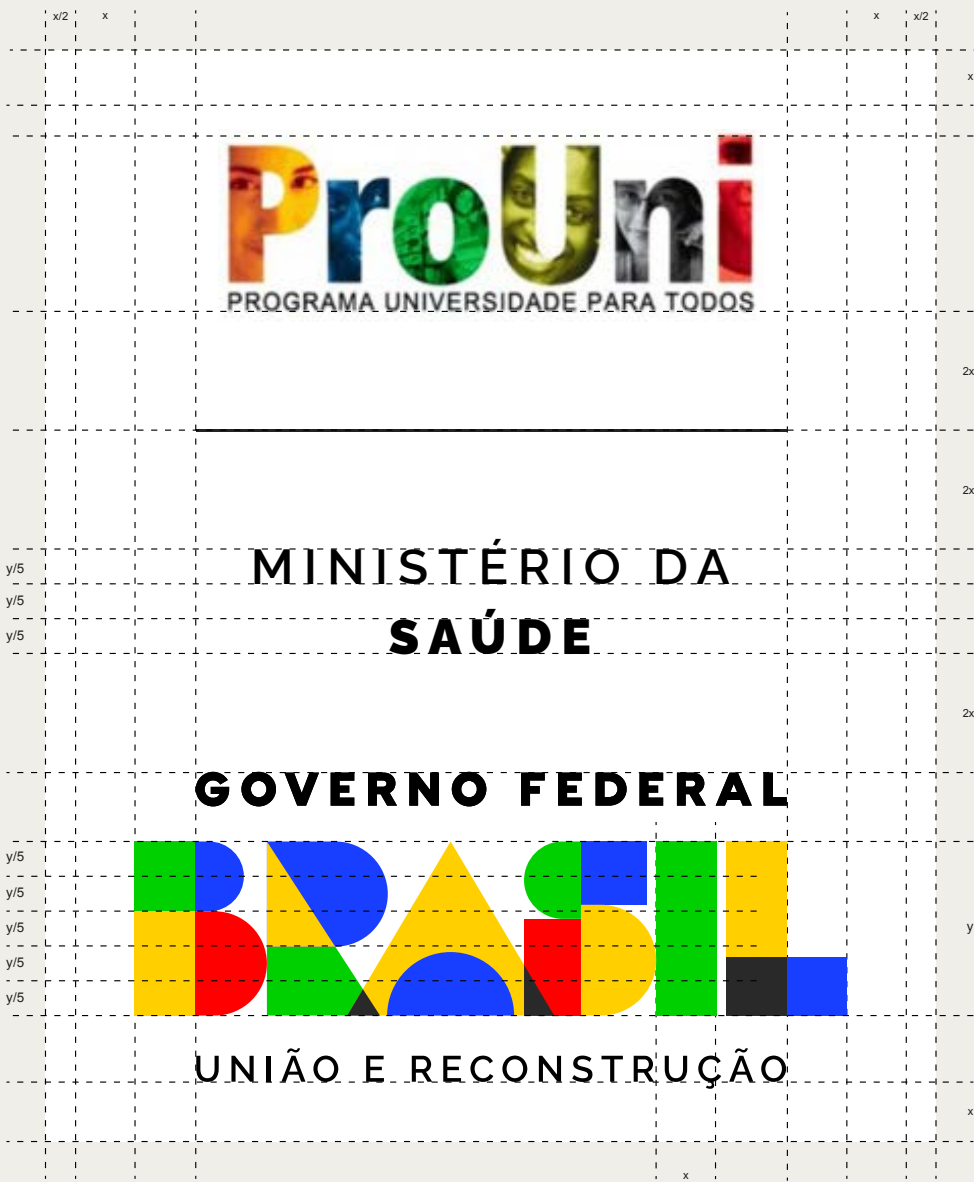 x/2 x x x/2
x
ProUni
PROGRAMA UNIVERSIDADE PARA TODOS
2x
2x
y/5 MINISTÉRIO DA
y/5
y/5 SAÚDE
2x
GOVERNO FEDERAL
y/5
y/5
BRASIL
y/5 y
y/5
y/5
UNIÃO E RECONSTRUÇÃO
x
x